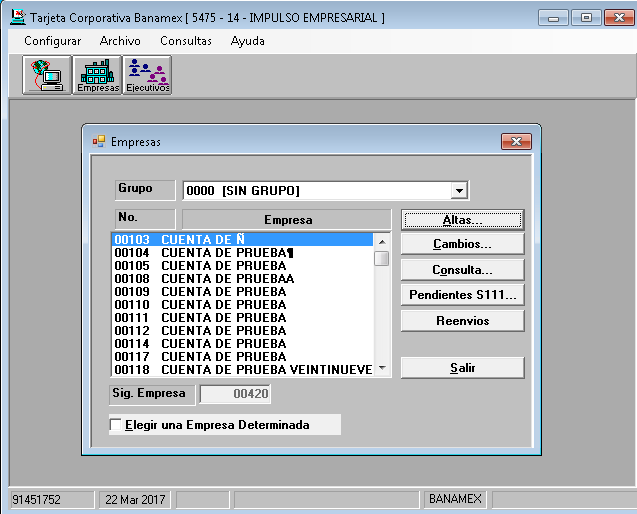 Tarjeta Corporativa Banamex [ 5475 - 14 - IMPULSO EMPRESARIAL ]
Configurar Archivo Consultas Ayuda
Empresas Ejecutivos
Empresas
Grupo 0000 [SIN GRUPO]
No. Empresa
00103 CUENTA DE Ñ
00104 CUENTA DE PRUEBA¶
00105 CUENTA DE PRUEBA
00108 CUENTA DE PRUEBAA
00109 CUENTA DE PRUEBA
00110 CUENTA DE PRUEBA
00111 CUENTA DE PRUEBA
00112 CUENTA DE PRUEBA
00114 CUENTA DE PRUEBA
00117 CUENTA DE PRUEBA
00118 CUENTA DE PRUEBA VEINTINUEVE
Altas...
Cambios...
Consulta...
Pendientes S111...
Reenvios
Salir
Sig. Empresa 00420
Elegir una Empresa Determinada
91451752 22 Mar 2017 BANAMEX